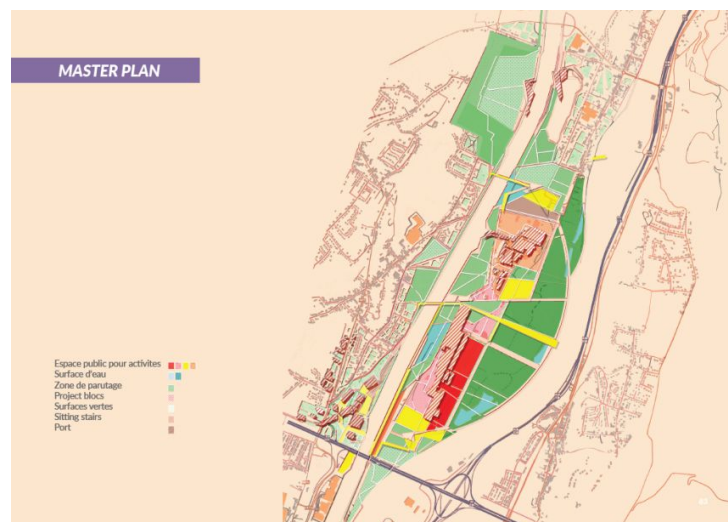 MASTER PLAN
Espace public pour activites
Surface d'eau
Zone de parutage
Project blocs
Surfaces vertes
Sitting stairs
Port